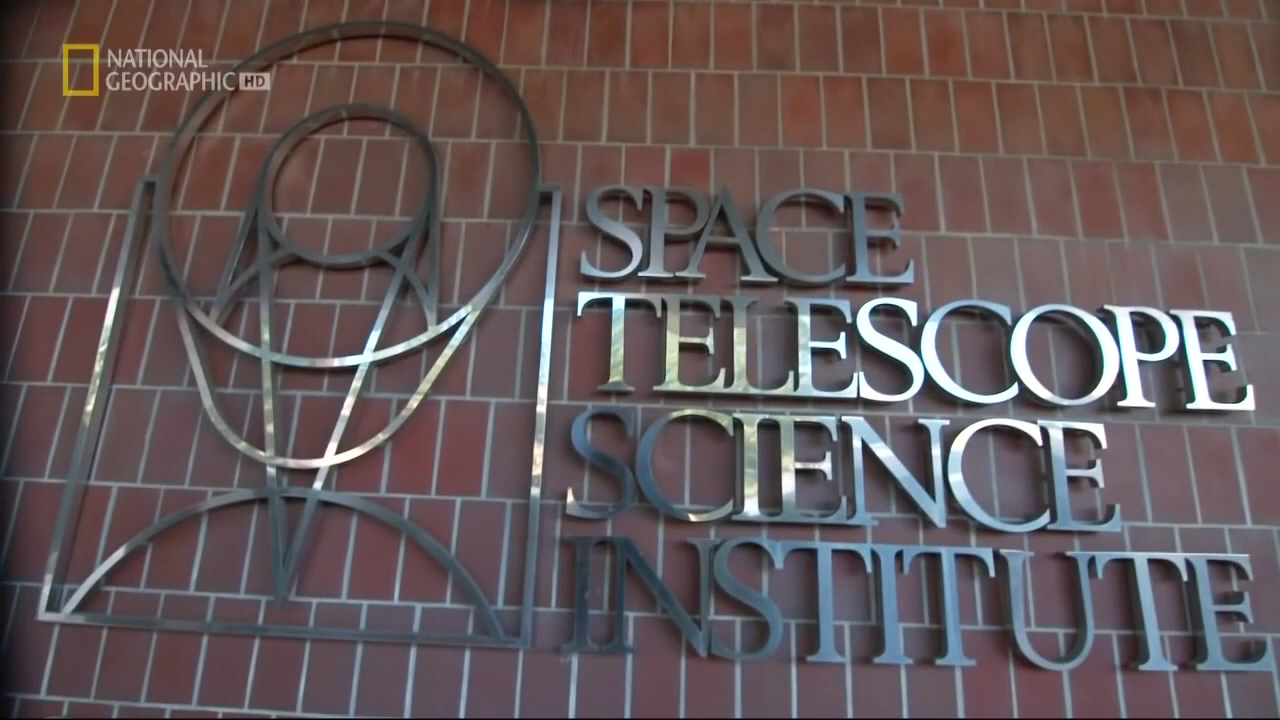 NATIONAL
GEOGRAPHIC HD
SPACE
TELESCOPE
SCIENCE
INSTITUTE